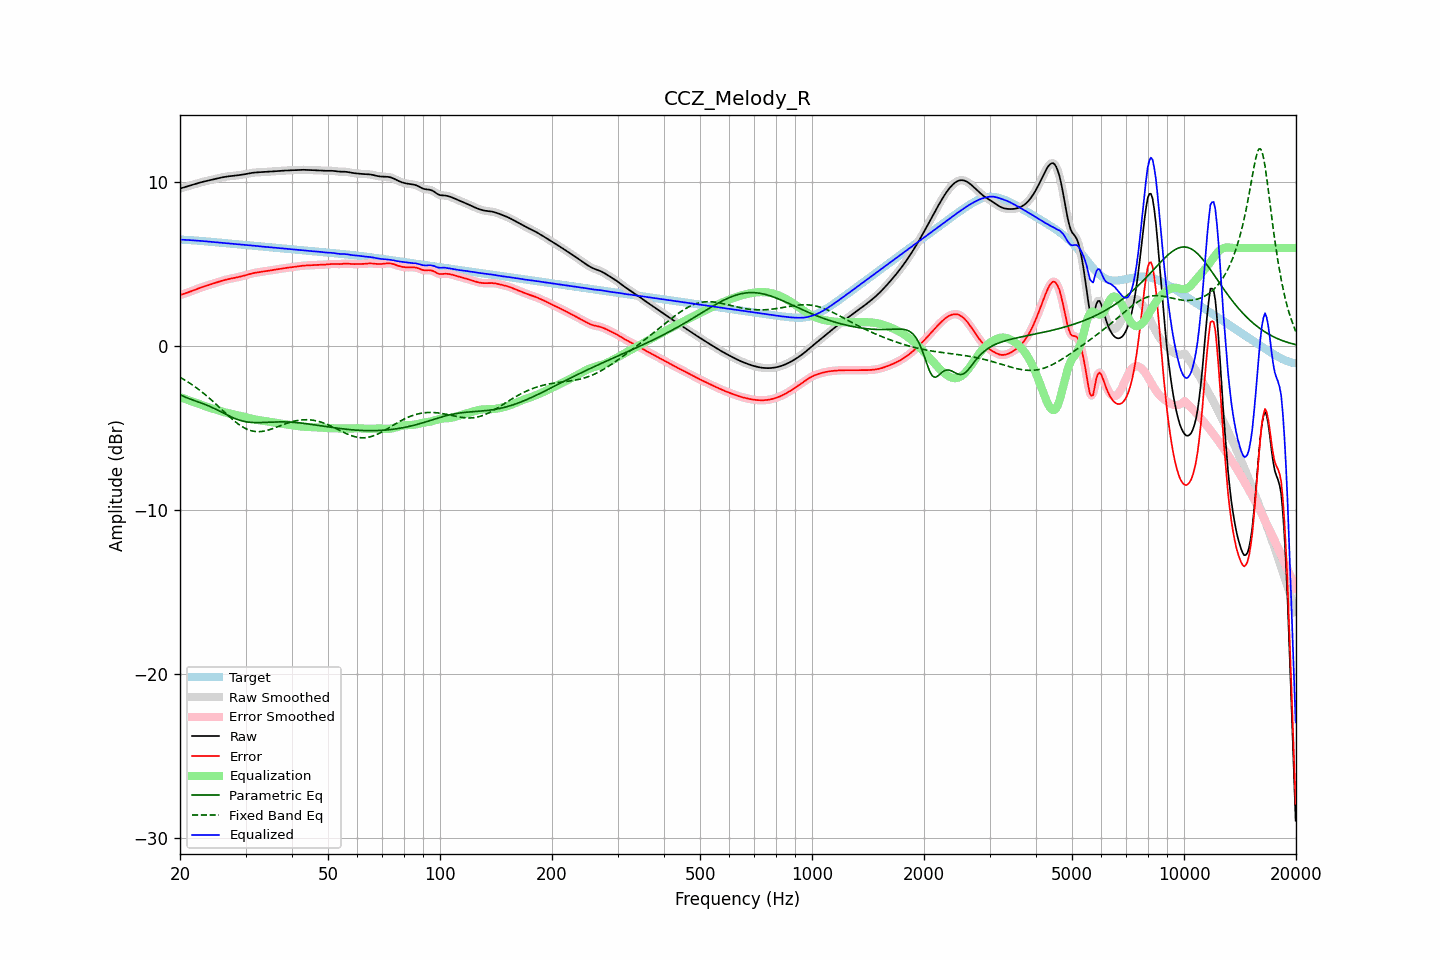 CCZ_Melody_R
Amplitude (dBr)
10
0
−10
−20
−30
Target
Raw Smoothed
Error Smoothed
Raw
Error
Equalization
Parametric Eq
Fixed Band Eq
Equalized
20 50 100 200 500 1000 2000 5000 10000 20000
Frequency (Hz)